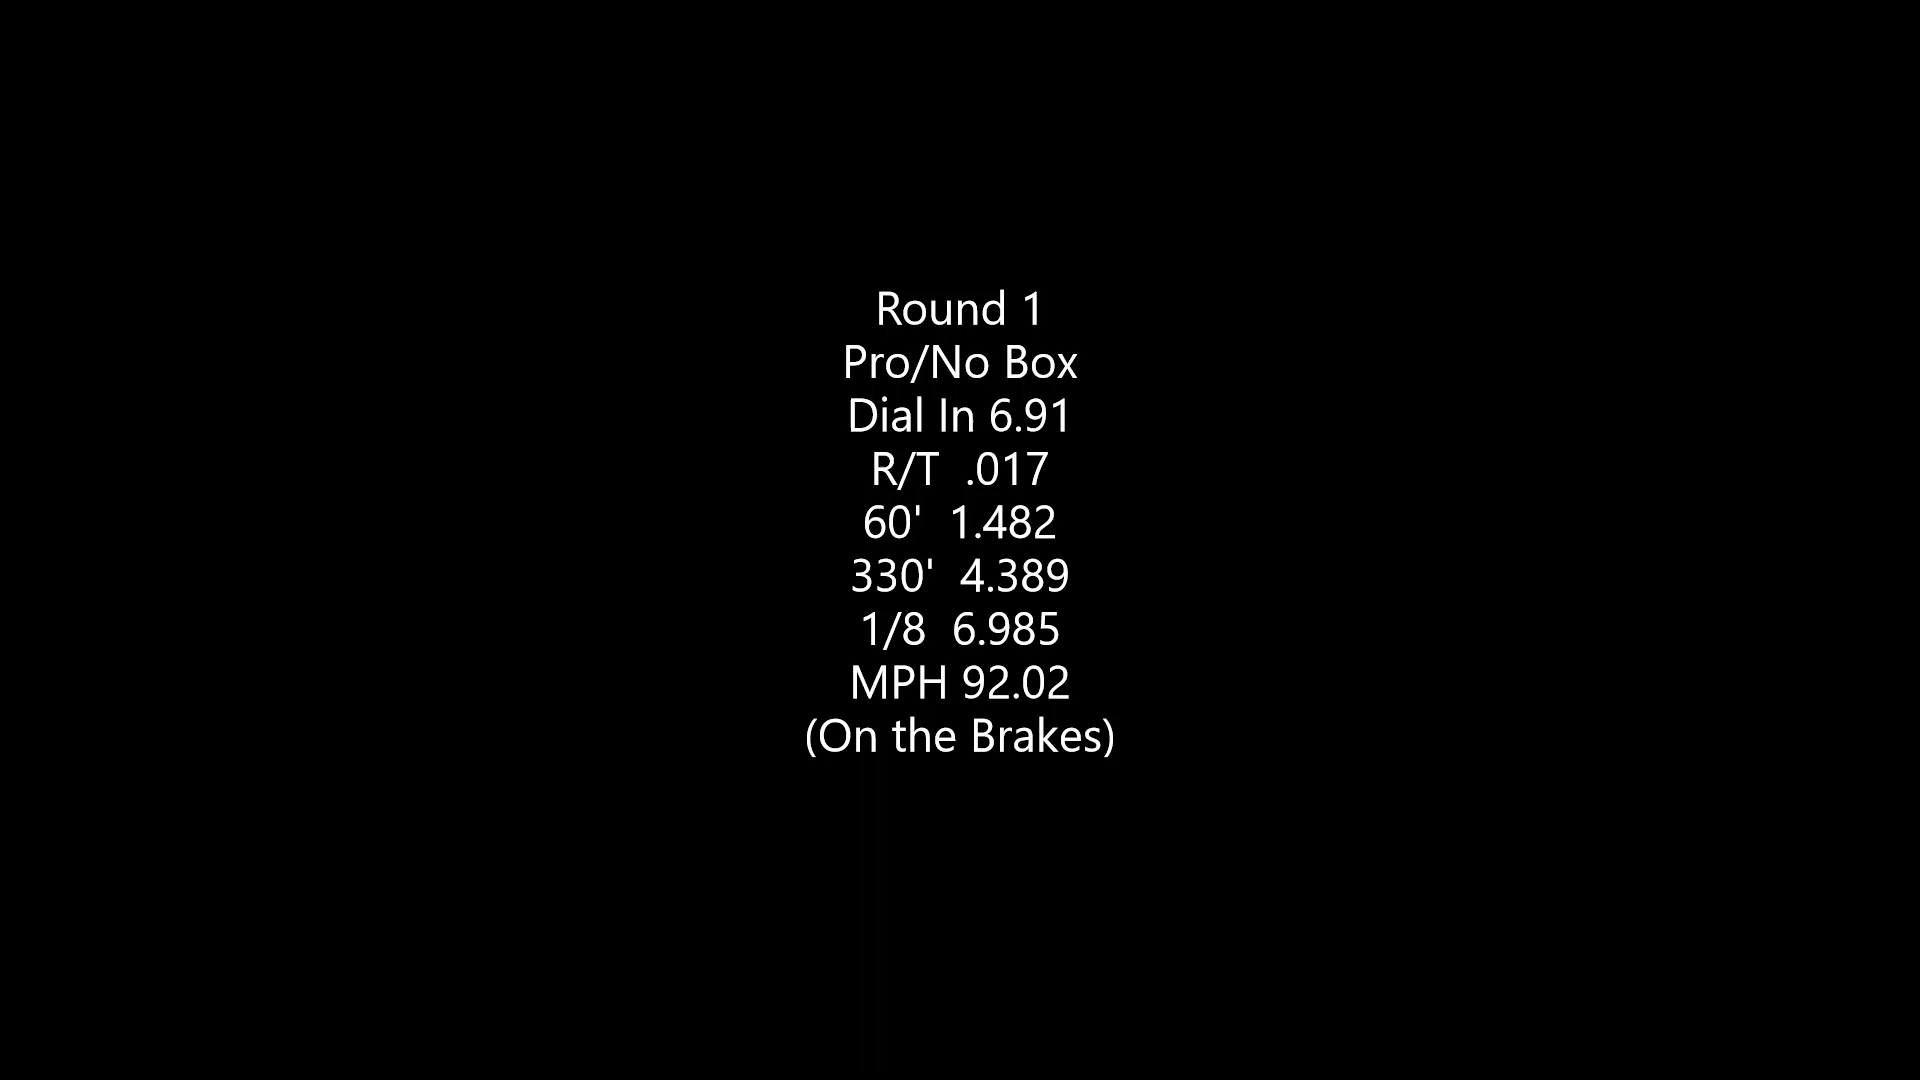 Round 1
Pro/No Box
Dial In 6.91
R/T  .017
60'  1.482
330'  4.389
1/8  6.985
MPH 92.02
(On the Brakes)